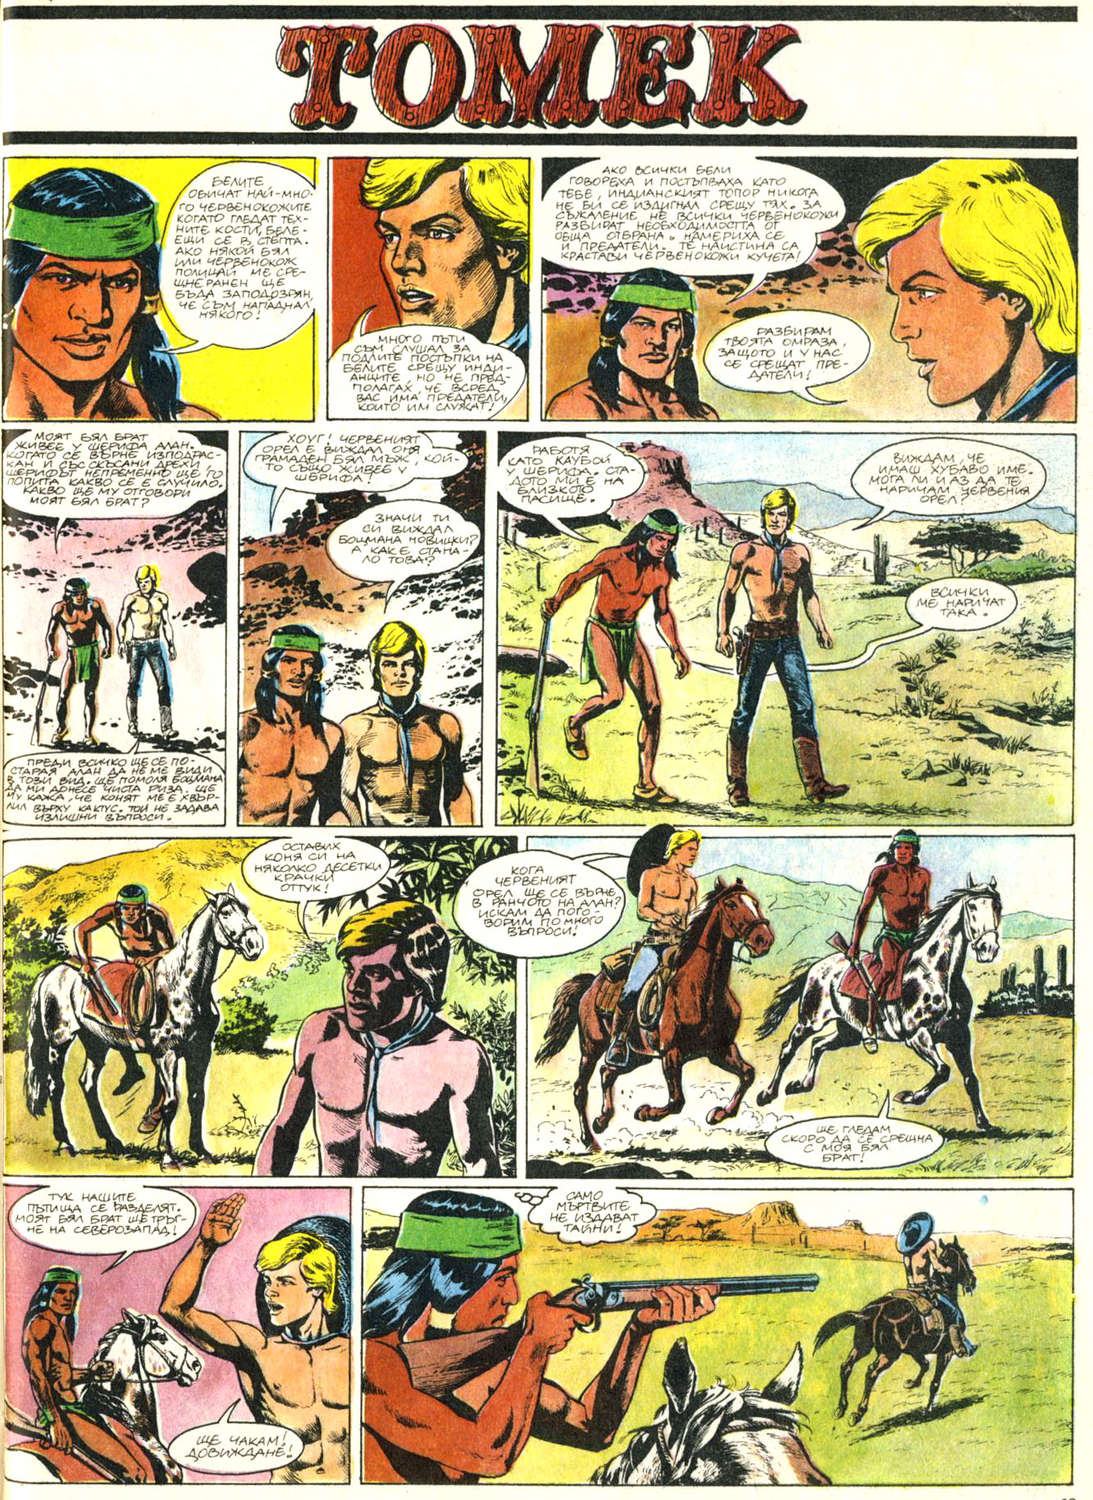 ТОМЕК
БЕЛИТЕ
ОБИЧАТ НАЙ-МНО-
ГО ЧЕРВЕНОКОЖИТЕ
КОГАТО ГЛЕДАТ ТЕХ-
НИТЕ КОСТИ, БЕЛЕ-
ЕЩИ СЕ В СТЕПТА.
АКО НЯКОЙ БЯЛ
ИЛИ ЧЕРВЕНОКОЖ
ПОЛИЦАЙ МЕ СРЕ-
ЩНЕРАНЕН ЩЕ
БЪДА ЗАПОДОЗРЯН,
ЧЕ СЪМ НАПАДНАЛ
НЯКОГО!
МНОГО ПЪТИ
СЪМ СЛУШАЛ ЗА
ПОДЛИТЕ ПОСТЪПКИ НА
БЕЛИТЕ СРЕЩУ ИНДИ-
АНЦИТЕ, НО НЕ ПРЕД-
ПОЛАГАХ, ЧЕ ВСРЕД
ВАС ИМА ПРЕДАТЕЛИ,
КОИТО ИМ СЛУЖАТ!
АКО ВСИЧКИ БЕЛИ
ГОВОРЕХА И ПОСТЪПВАХА КАТО
ТЕБЕ, ИНДИАНСКИЯТ ТОПОР НИКОГА
НЕ БИ СЕ ИЗДИГНАЛ СРЕЩУ ТЯХ. ЗА
СЪЖАЛЕНИЕ НЕ ВСИЧКИ ЧЕРВЕНОКОЖИ
РАЗБИРАТ НЕОБХОДИМОСТТА ОТ
ОБЩА ОТБРАНА. НАМЕРИХА СЕ
И ПРЕДАТЕЛИ. ТЕ НАИСТИНА СА
КРАСТАВИ ЧЕРВЕНОКОЖИ КУЧЕТА!
РАЗБИРАМ
ТВОЯТА ОМРАЗА,
ЗАЩОТО И У НАС
СЕ СРЕЩАТ ПРЕ-
ДАТЕЛИ!
МОЯТ БЯЛ БРАТ
ЖИВЕЕ У ШЕРИФА АЛАН.
КОГАТО СЕ ВЪРНЕ ИЗПОДРАС-
КАН И СЪС СКЪСАНИ ДРЕХИ,
ШЕРИФЪТ НЕПРЕМЕННО ЩЕ ГО
ПОПИТА КАКВО СЕ Е СЛУЧИЛО.
КАКВО ЩЕ МУ ОТГОВОРИ
МОЯТ БЯЛ БРАТ?
ПРЕДИ ВСИЧКО ЩЕ СЕ ПО-
СТАРАЯ АЛАН ДА НЕ МЕ ВИДИ
В ТОЗИ ВИД. ЩЕ ПОМОЛЯ БОЦМАНА
ДА МИ ДОНЕСЕ ЧИСТА РИЗА. ЩЕ
МУ КАЖА, ЧЕ КОНЯТ МЕ Е ХВЪР-
ЛИЛ ВЪРХУ КАКТУС. ТОЙ НЕ ЗАДАВА
ИЗЛИШНИ ВЪПРОСИ.
ХОУГ! ЧЕРВЕНИЯТ
ОРЕЛ Е ВИЖДАЛ ОНЯ
ГРАМАДЕН БЯЛ МЪЖ, КОЙ-
ТО СЪЩО ЖИВЕЕ У
ШЕРИФА!
ЗНАЧИ ТИ
СИ ВИЖДАЛ
БОЦМАНА НОВИЦКИ?
А КАК Е СТАНА-
ЛО ТОВА?
РАБОТЯ
КАТО КАУБОЙ
У ШЕРИФА. СТА-
ДОТО МИ Е НА
БЛИЗКОТО
ПАСИЩЕ.
ВИЖДАМ, ЧЕ
ИМАШ ХУБАВО ИМЕ.
МОГА ЛИ И АЗ ДА ТЕ
НАРИЧАМ ЧЕРВЕНИЯ
ОРЕЛ?
ВСИЧКИ
МЕ НАРИЧАТ
ТАКА.
ОСТАВИХ
КОНЯ СИ НА
НЯКОЛКО ДЕСЕТКИ
КРАЧКИ
ОТТУК!
КОГА
ЧЕРВЕНИЯТ
ОРЕЛ ЩЕ СЕ ВЪРНЕ
В РАНЧОТО НА АЛАН?
ИСКАМ ДА ПОГО-
ВОРИМ ПО МНОГО
ВЪПРОСИ!
ЩЕ ГЛЕДАМ
СКОРО ДА СЕ СРЕЩНА
С МОЯ БЯЛ
БРАТ!
ТУК НАШИТЕ
ПЪТИЩА СЕ РАЗДЕЛЯТ.
МОЯТ БЯЛ БРАТ ЩЕ ТРЪГ-
НЕ НА СЕВЕРОЗАПАД!
ЩЕ ЧАКАМ!
ДОВИЖДАНЕ!
САМО
МЪРТВИТЕ
НЕ ИЗДАВАТ
ТАЙНИ!